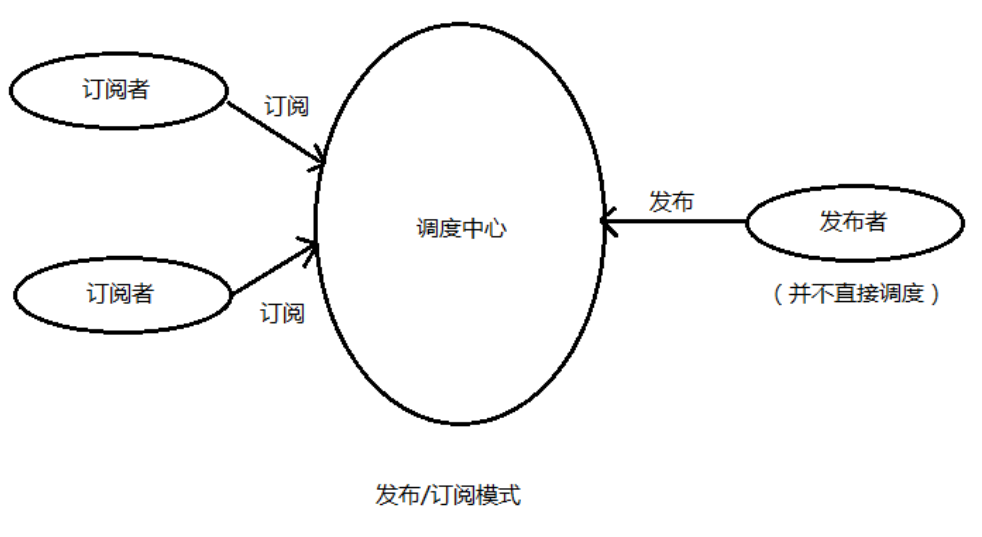 订阅者
订阅
调度中心
发布
发布者
订阅者
(并不直接调度)
订阅
发布/订阅模式